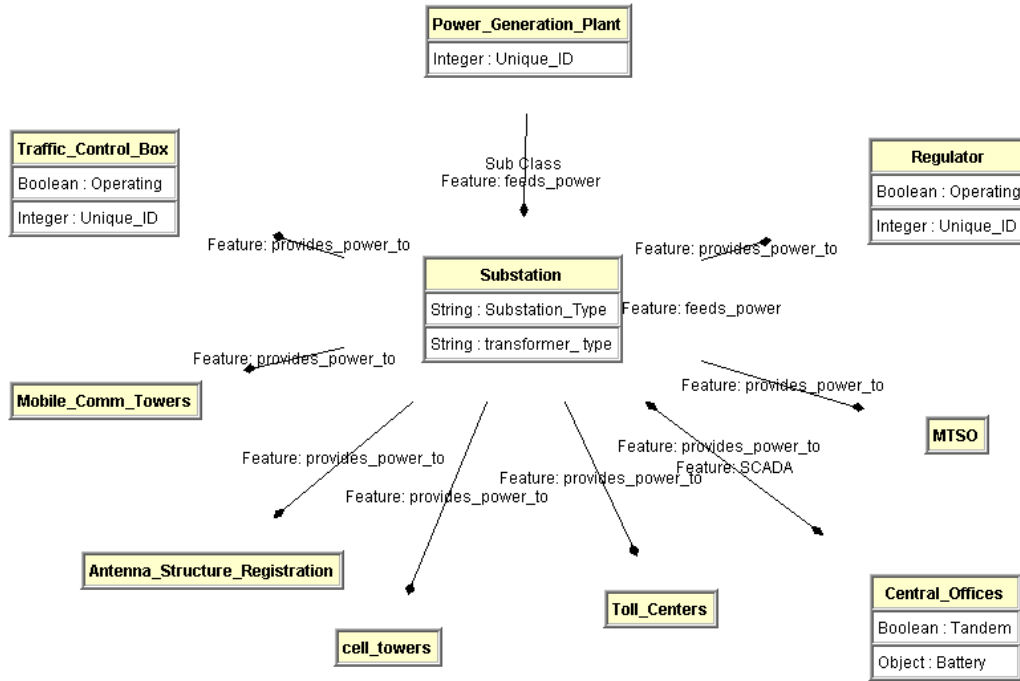 Power_Generation_Plant
Integer : Unique_ID
Traffic_Control_Box
Boolean : Operating
Integer : Unique_ID
Sub Class
Feature: feeds_power
Regulator
Boolean : Operating
Integer : Unique_ID
Feature: provides_power_to
Feature: provides_power_to
Substation
String : Substation_Type
String : transformer_ type
Feature: feeds_power
Feature: provides_power_to
Mobile_Comm_Towers
Feature: provides_power_to
MTSO
Feature: provides_power_to
Feature: provides_power_to
Feature: provides_power_to
Feature: provides_power_to
Feature: SCADA
Antenna_Structure_Registration
cell_towers
Toll_Centers
Central_Offices
Boolean : Tandem
Object : Battery